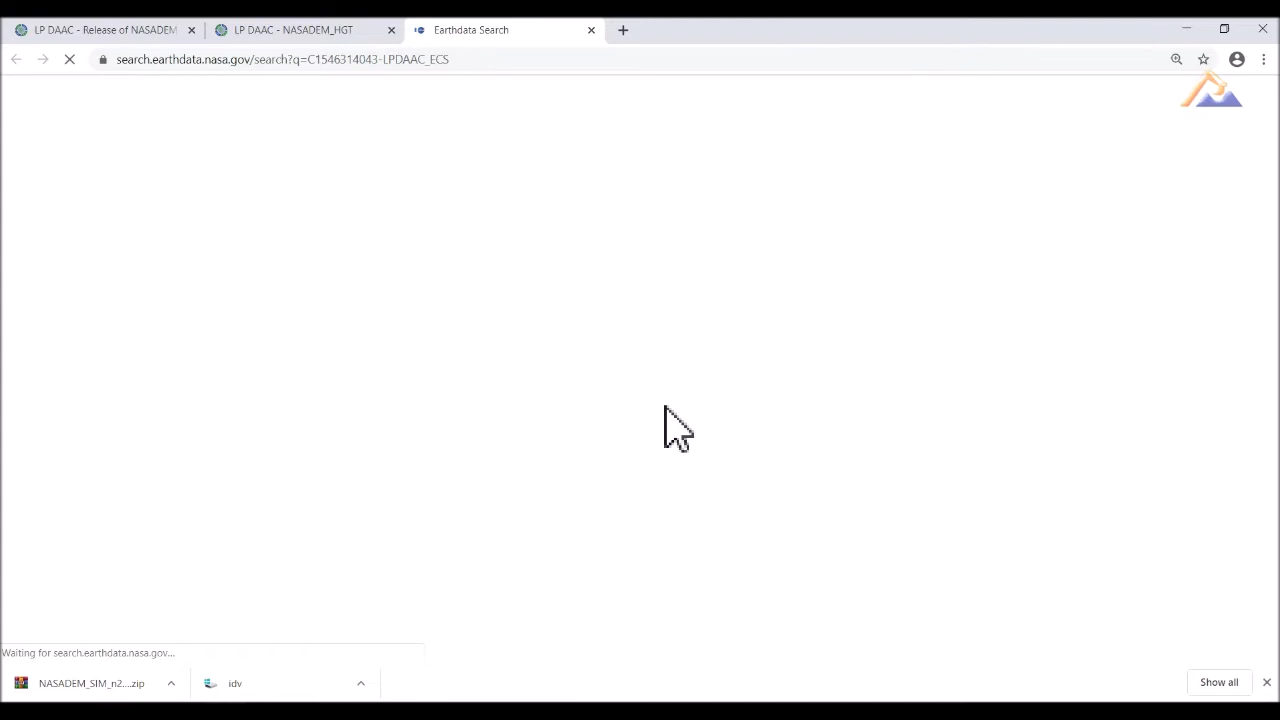 LP DAAC - Release of NASADEM
LP DAAC - NASADEM_HGT
Earthdata Search
search.earthdata.nasa.gov/search?q=C1546314043-LPDAAC_ECS
Waiting for search.earthdata.nasa.gov...
NASADEM_SIM_n2....zip
idv
Show all